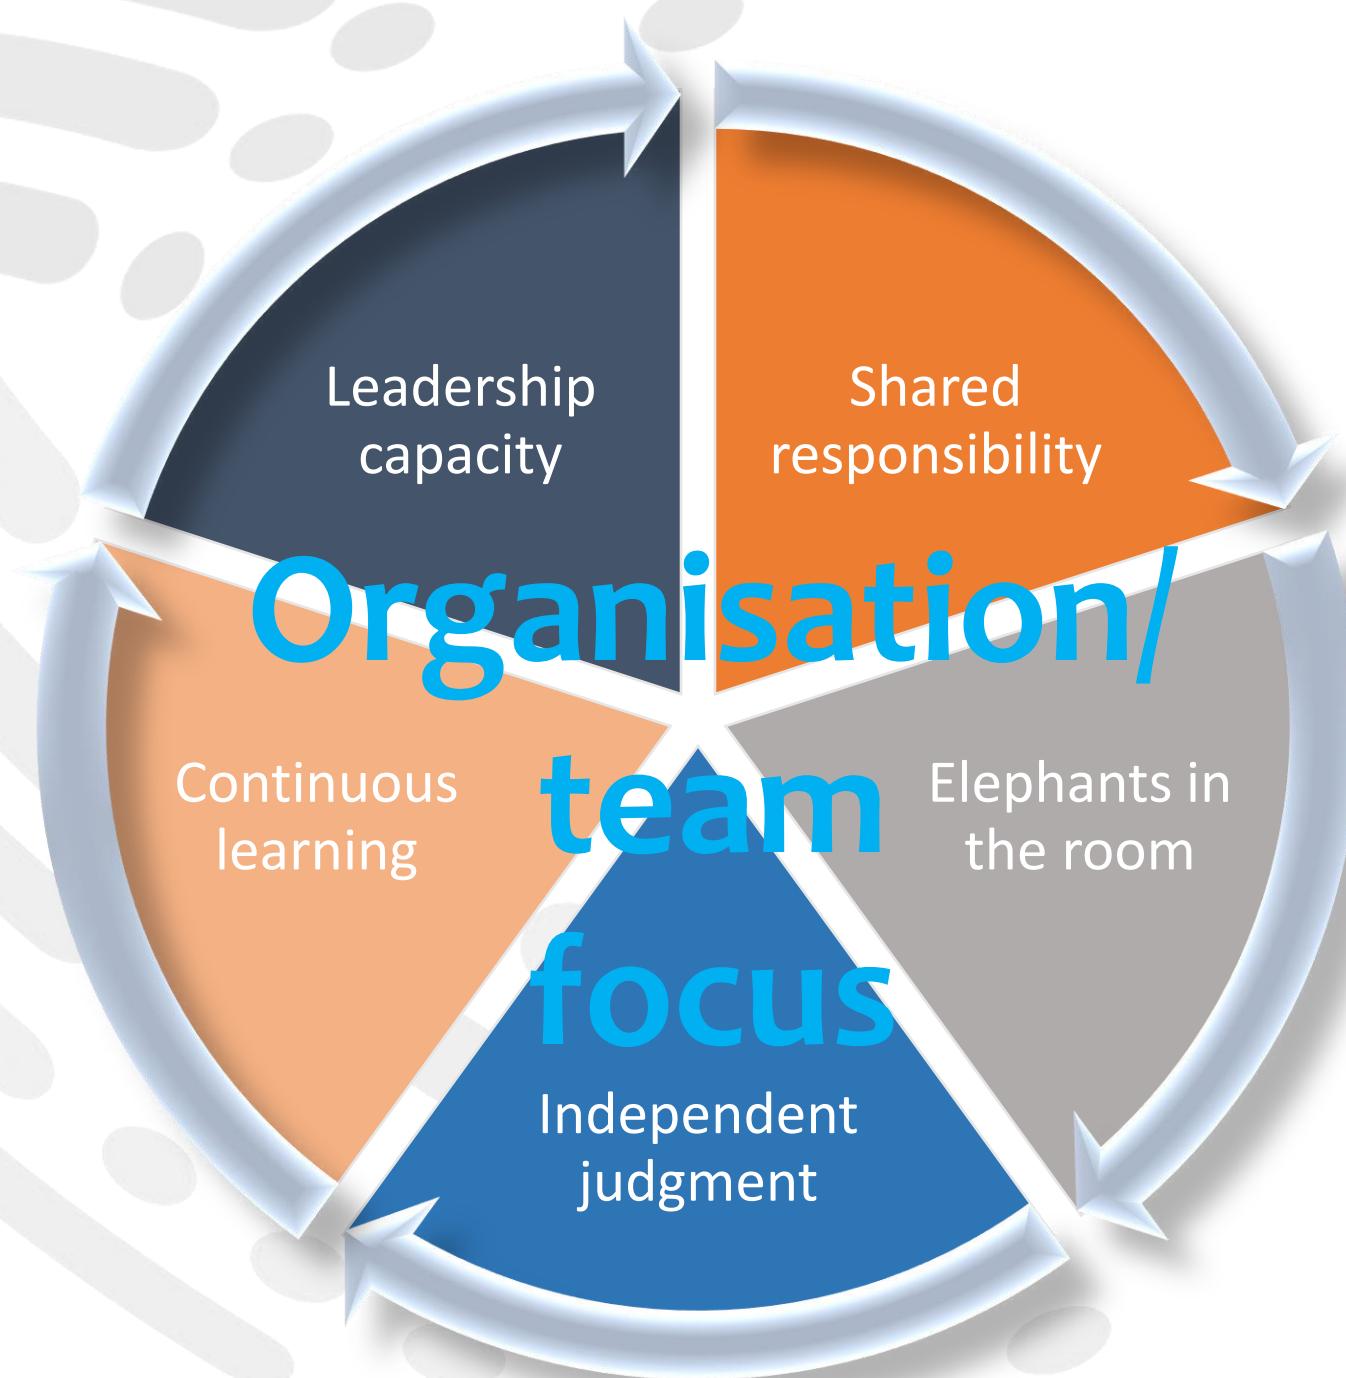 Leadership
capacity
Shared
responsibility
Organisation/
team
focus
Continuous
learning
Elephants in
the room
Independent
judgment